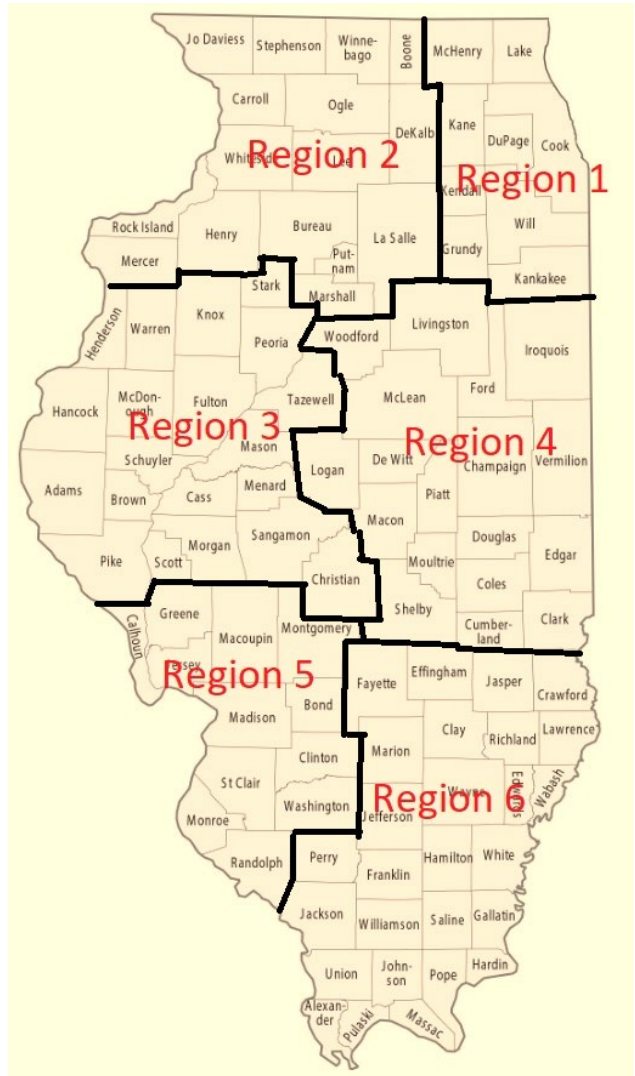 Jo Daviess
Stephenson
Winne-
bago
Boone
McHenry
Lake
Carroll
Ogle
DeKalb
Kane
DuPage
Cook
Whiteside
Lee
Region 2
Kendall
Region 1
Rock Island
Henry
Bureau
La Salle
Will
Mercer
Put-
nam
Grundy
Kankakee
Stark
Marshall
Henderson
Warren
Knox
Peoria
Woodford
Livingston
Iroquois
Hancock
McDon-
ough
Fulton
Tazewell
McLean
Ford
Region 3
Mason
Region 4
Schuyler
Logan
De Witt
Champaign
Vermilion
Adams
Brown
Cass
Menard
Piatt
Macon
Pike
Scott
Morgan
Sangamon
Christian
Moultrie
Douglas
Edgar
Coles
Shelby
Cumber-
land
Clark
Calhoun
Greene
Macoupin
Montgomery
Jersey
Region 5
Fayette
Effingham
Jasper
Crawford
Madison
Bond
Clay
Richland
Lawrence
Clinton
Marion
St Clair
Washington
Wayne
Edwards
Wabash
Region 6
Jefferson
Monroe
Randolph
Perry
Franklin
Hamilton
White
Jackson
Williamson
Saline
Gallatin
Union
John-
son
Pope
Hardin
Alexan-
der
Pulaski
Massac